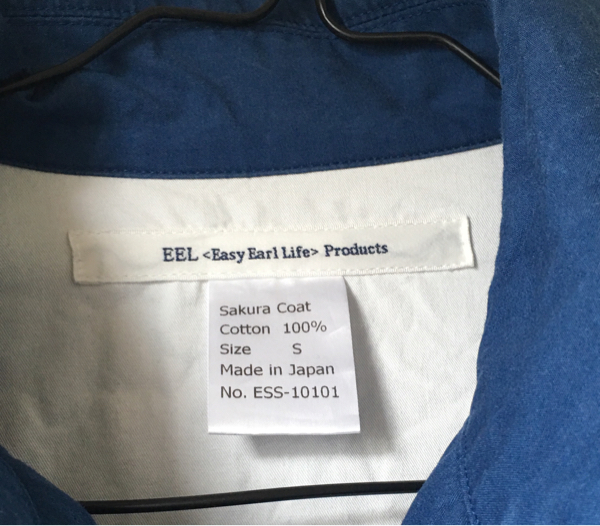 EEL <Easy Earl Life> Products
Sakura Coat
Cotton 100%
Size S
Made in Japan
No. ESS-10101